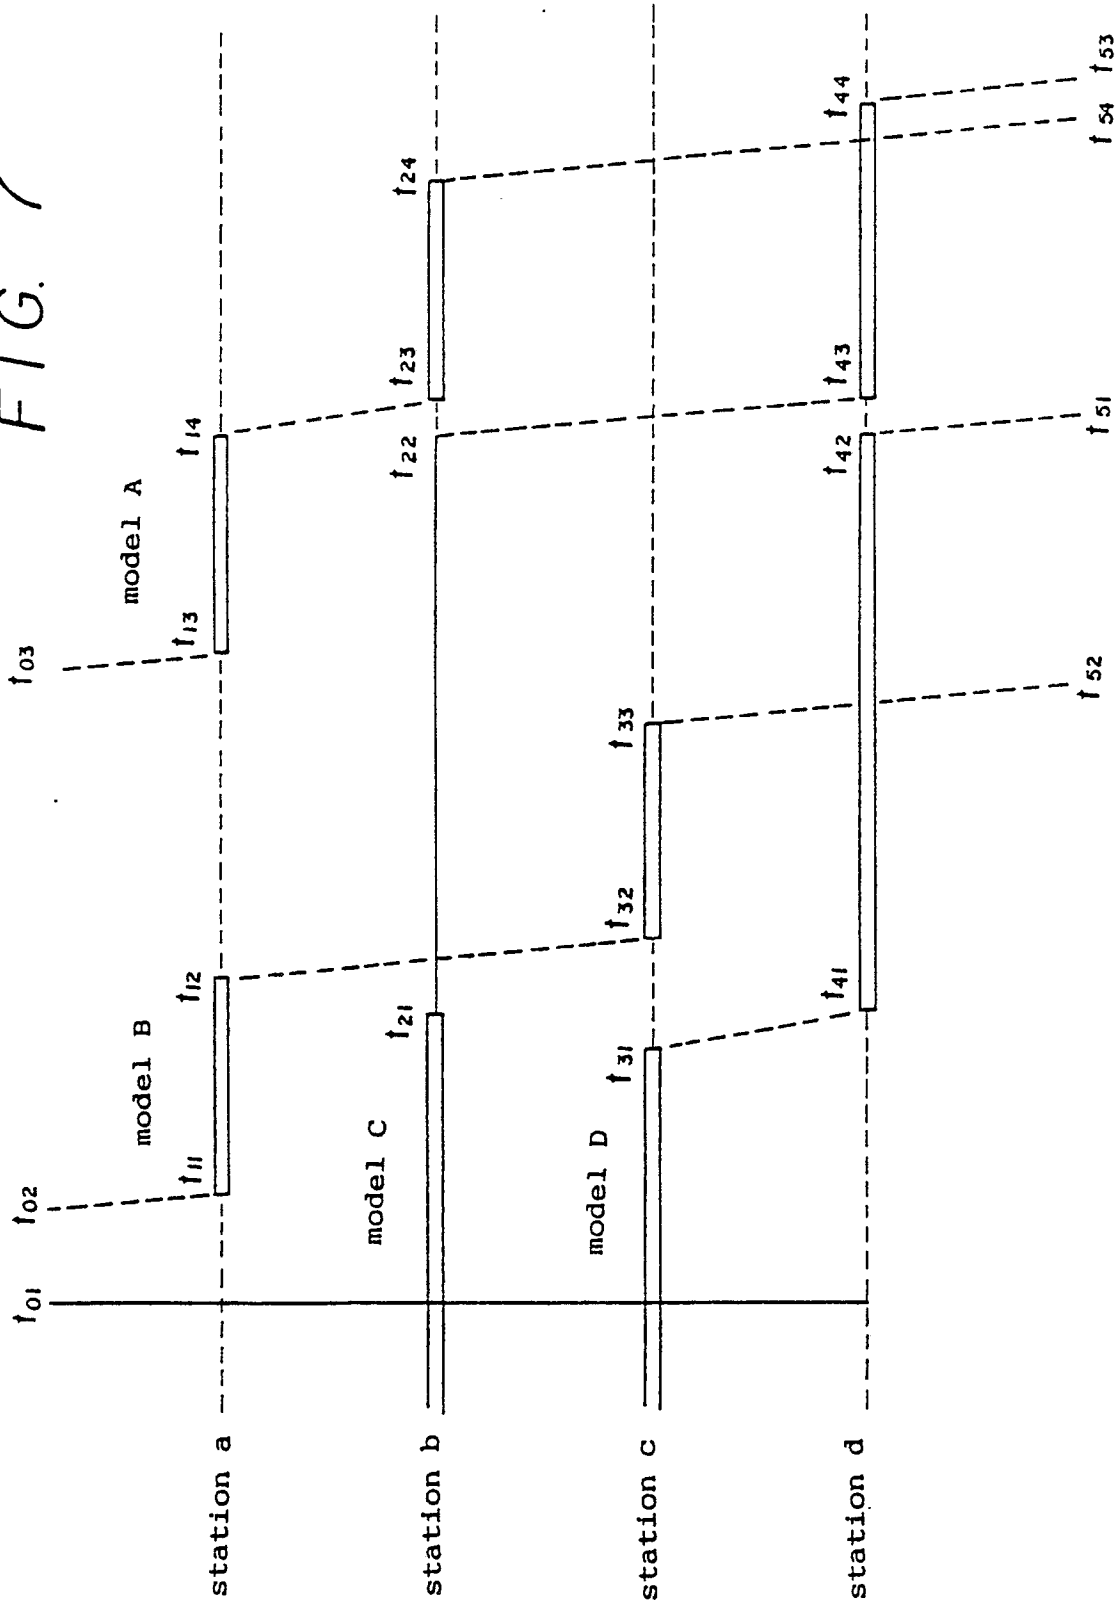 FIG. 7
t01 t02 t03
model B model A
t11 t12 t13 t14
station a
model C
t21 t22 t23 t24
station b
model D
t31 t32 t33
station c
t41 t42 t43 t44
station d
t52 t51 t54 t53